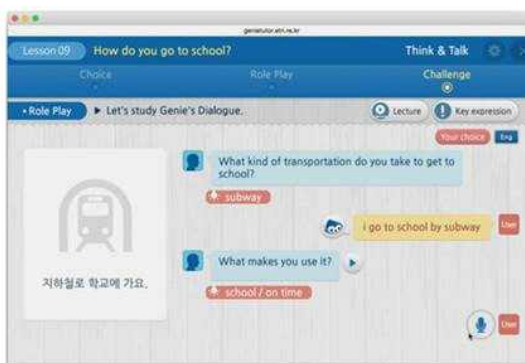 genietutor.etri.re.kr
Lesson 09 How do you go to school? Think & Talk
Choice Role Play Challenge
• Role Play ▶ Let's study Genie's Dialogue. Lecture Key expression
Your choice Eng
What kind of transportation do you take to get to
school?
subway
i go to school by subway User
What makes you use it?
지하철로 학교에 가요.
school / on time
User